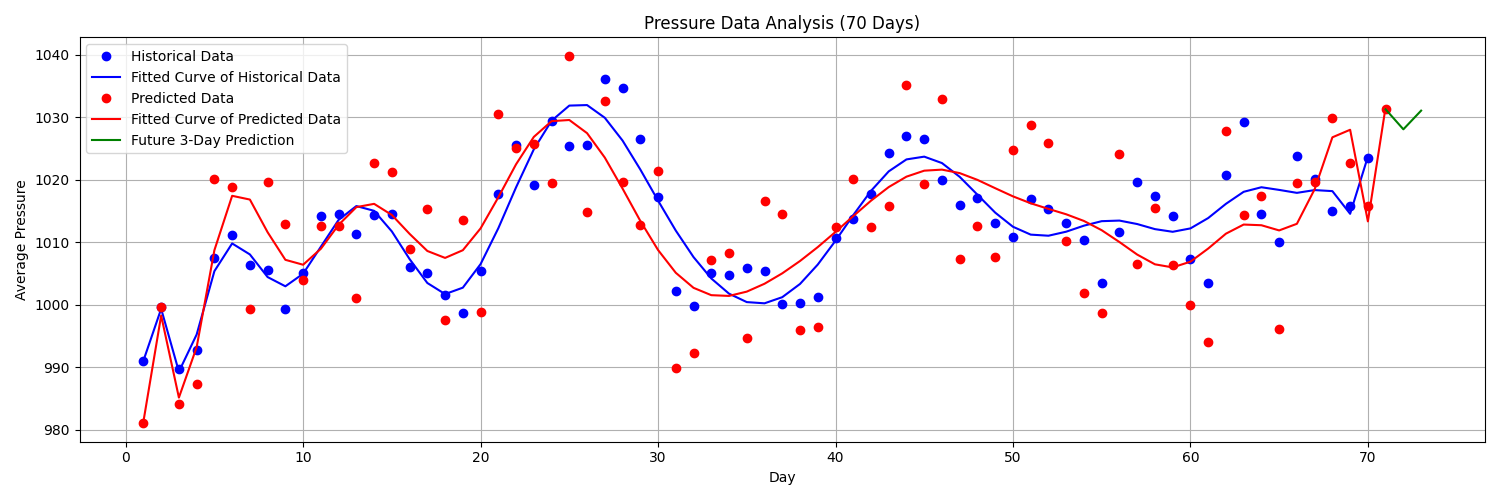 Pressure Data Analysis (70 Days)
Historical Data
Fitted Curve of Historical Data
Predicted Data
Fitted Curve of Predicted Data
Future 3-Day Prediction
Average Pressure
1040
1030
1020
1010
1000
990
980
0 10 20 30 40 50 60 70
Day